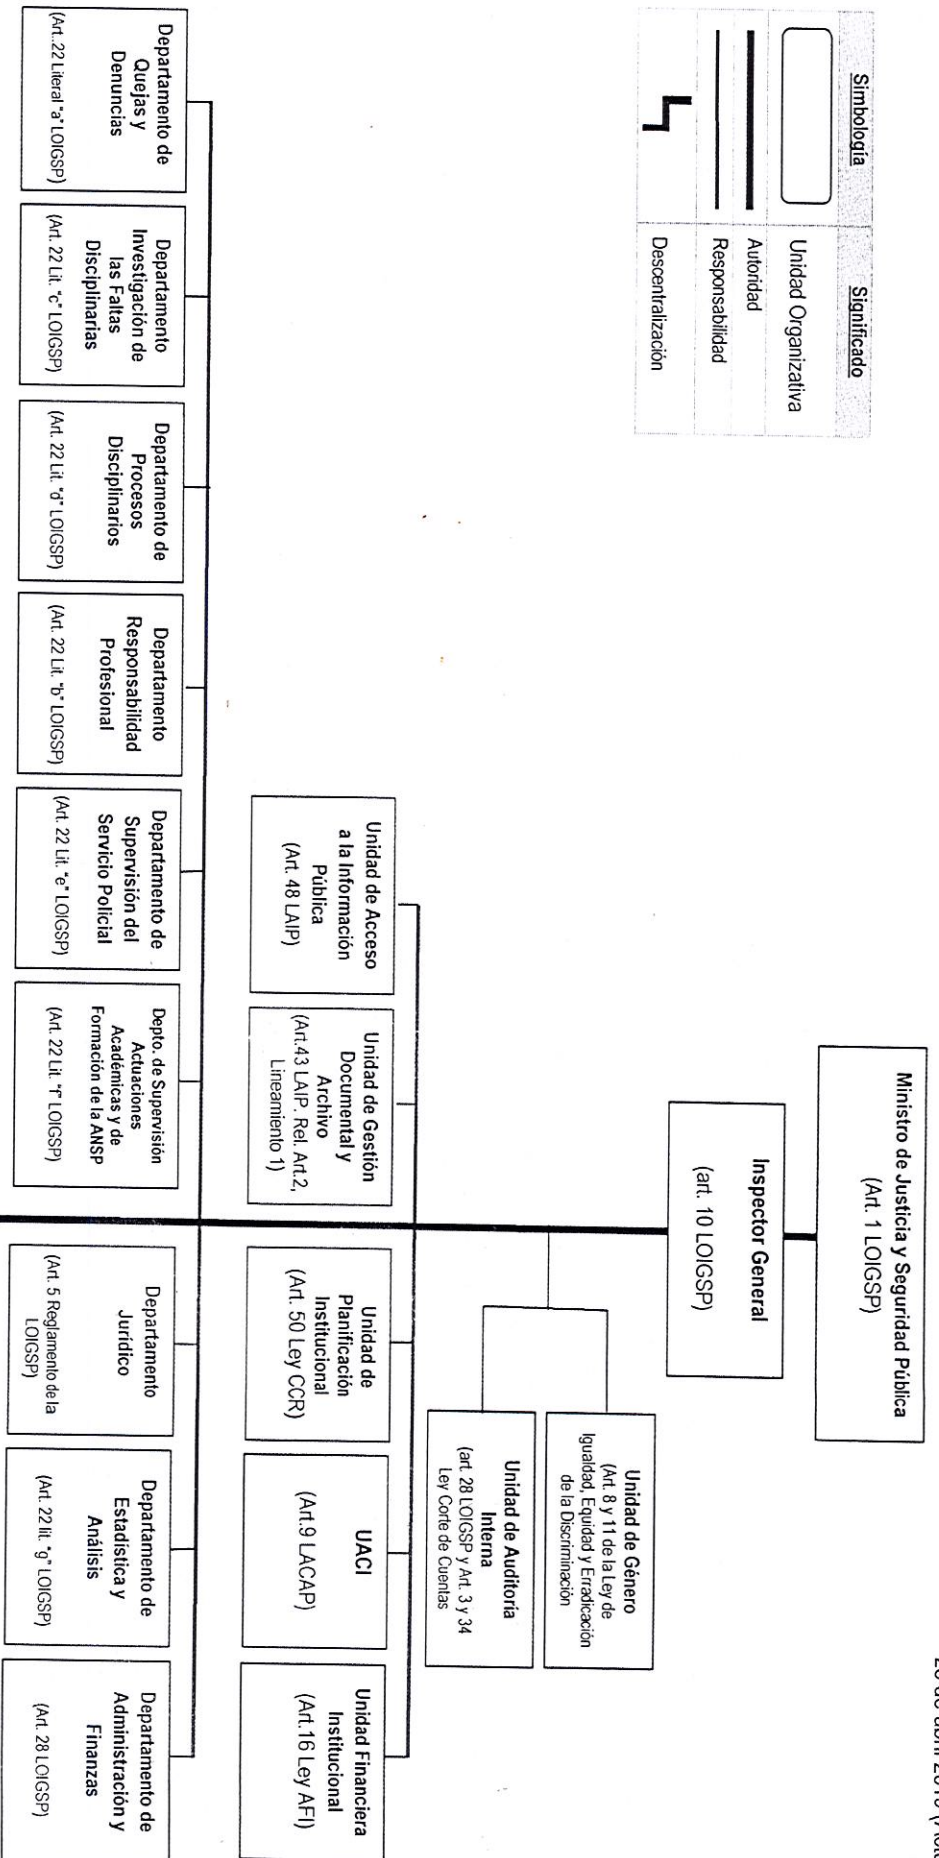 Simbología
Significado
Unidad Organizativa
Autoridad
Responsabilidad
Descentralización
Ministro de Justicia y Seguridad Pública
(Art. 1 LOIGSP)
Inspector General
(art. 10 LOIGSP)
Unidad de Género
(Art. 8 y 11 de la Ley de
Igualdad, Equidad y Erradicación
de la Discriminación
Unidad de Auditoría
Interna
(art. 28 LOIGSP y Art. 3 y 34
Ley Corte de Cuentas
Unidad de Acceso
a la Información
Pública
(Art. 48 LAIP)
Unidad de Gestión
Documental y
Archivo
(Art.43 LAIP. Rel. Art.2,
Lineamiento 1)
Unidad de
Planificación
Institucional
(Art. 50 Ley CCR)
UACI
(Art.9 LACAP)
Unidad Financiera
Institucional
(Art.16 Ley AFI)
Departamento de
Quejas y
Denuncias
(Art..22 Literal "a" LOIGSP)
Departamento
Investigación de
las Faltas
Disciplinarias
(Art. 22 Lit. "c" LOIGSP)
Departamento de
Procesos
Disciplinarios
(Art. 22 Lit. "d" LOIGSP)
Departamento
Responsabilidad
Profesional
(Art. 22 Lit. "b" LOIGSP)
Departamento de
Supervisión del
Servicio Policial
(Art. 22 Lit. "e" LOIGSP)
Depto. de Supervisión
Actuaciones
Académicas y de
Formación de la ANSP
(Art. 22 Lit. "f" LOIGSP)
Departamento
Jurídico
(Art. 5 Reglamento de la
LOIGSP)
Departamento de
Estadística y
Análisis
(Art. 22 lit. "g" LOIGSP)
Departamento de
Administración y
Finanzas
(Art. 28 LOIGSP)